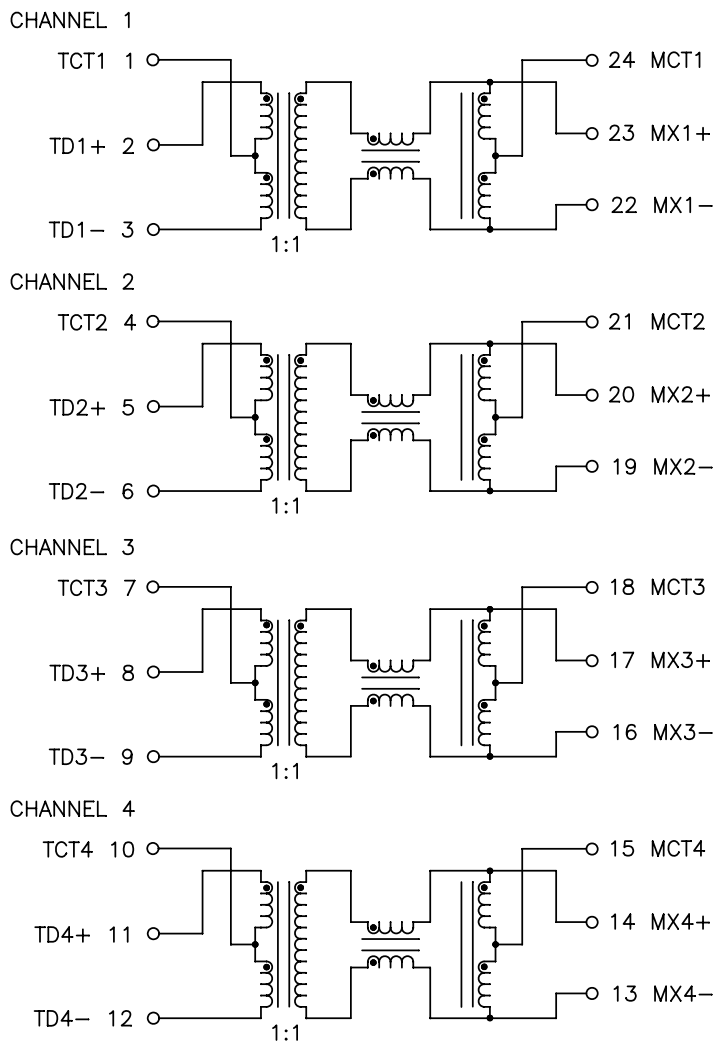 CHANNEL 1
TCT1 1
24 MCT1
TD1+ 2
23 MX1+
22 MX1−
TD1− 3
1:1
CHANNEL 2
TCT2 4
21 MCT2
TD2+ 5
20 MX2+
19 MX2−
TD2− 6
1:1
CHANNEL 3
TCT3 7
18 MCT3
TD3+ 8
17 MX3+
16 MX3−
TD3− 9
1:1
CHANNEL 4
TCT4 10
15 MCT4
TD4+ 11
14 MX4+
13 MX4−
TD4− 12
1:1